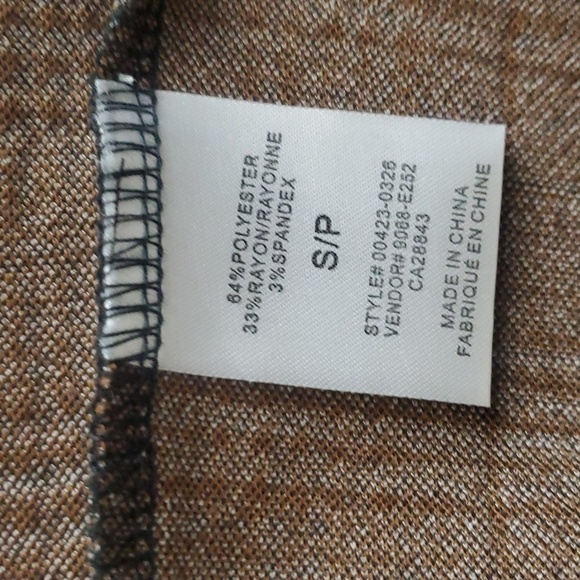 64%POLYESTER
33%RAYON/RAYONNE
3%SPANDEX
S/P
STYLE# 00423-0326
VENDOR# 9068-E252
CA28843
MADE IN CHINA
FABRIQUÉ EN CHINE